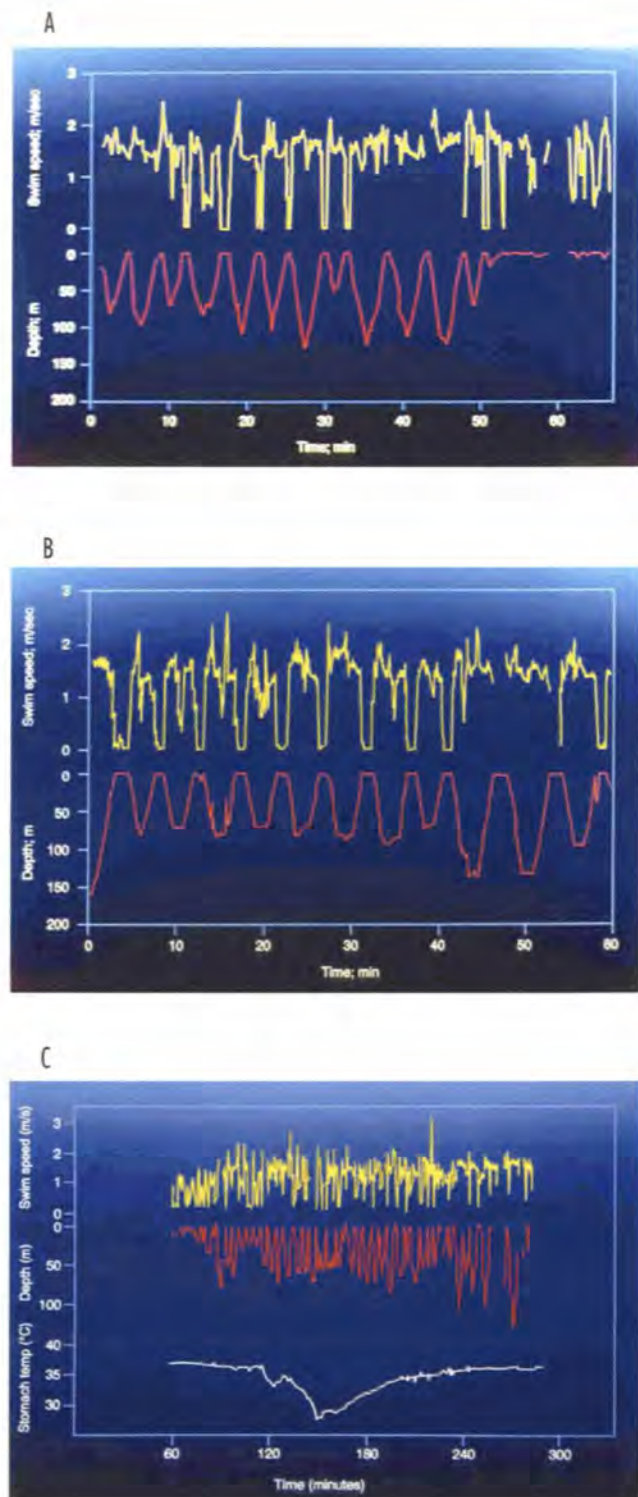 A
Swim speed; m/sec
3
2
1
0
Depth; m
0
50
100
150
200
0 10 20 30 40 50 60
Time; min
B
Swim speed; m/sec
3
2
1
0
Depth; m
0
50
100
150
200
0 10 20 30 40 50 60
Time; min
C
Swim speed (m/s)
3
2
1
0
Depth (m)
0
50
100
Stomach temp (°C)
40
35
30
60 120 180 240 300
Time (minutes)